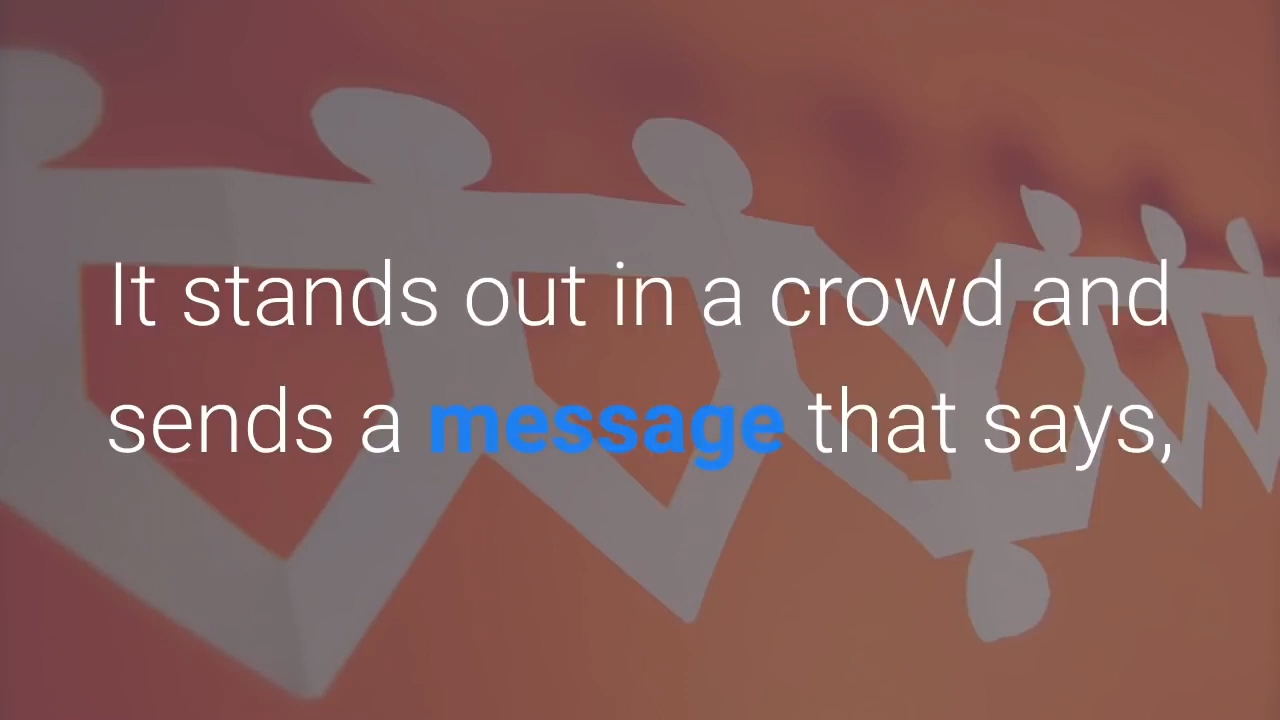 It stands out in a crowd and
sends a message that says,